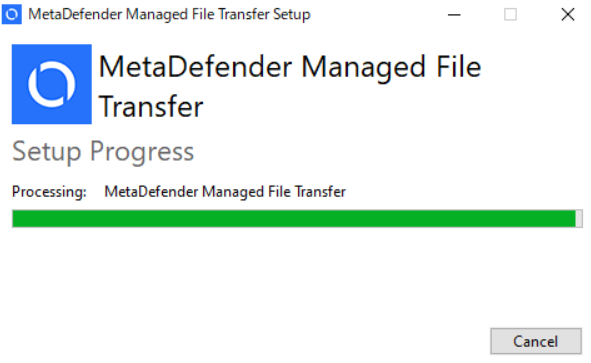 MetaDefender Managed File Transfer Setup
MetaDefender Managed File
Transfer
Setup Progress
Processing: MetaDefender Managed File Transfer
Cancel